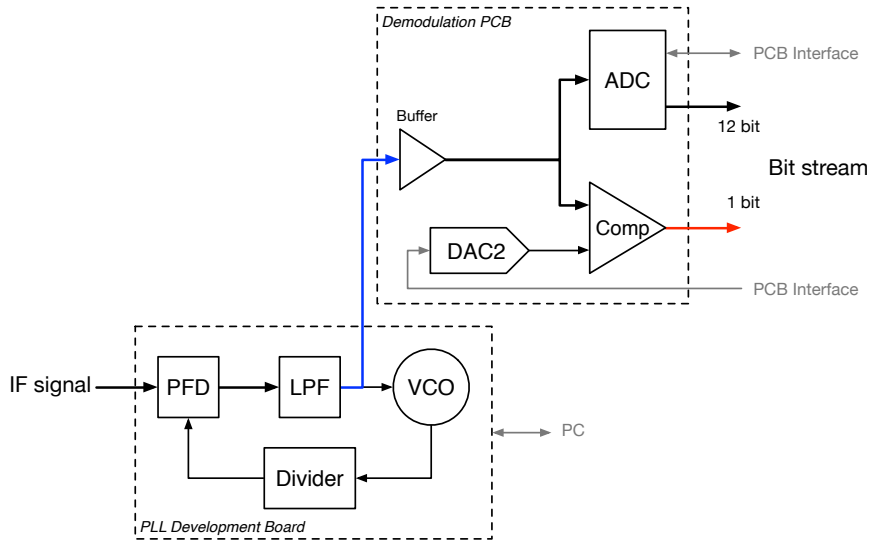 Demodulation PCB
ADC
PCB Interface
12 bit
Buffer
Bit stream
1 bit
Comp
DAC2
PCB Interface
IF signal
PFD
LPF
VCO
PC
Divider
PLL Development Board